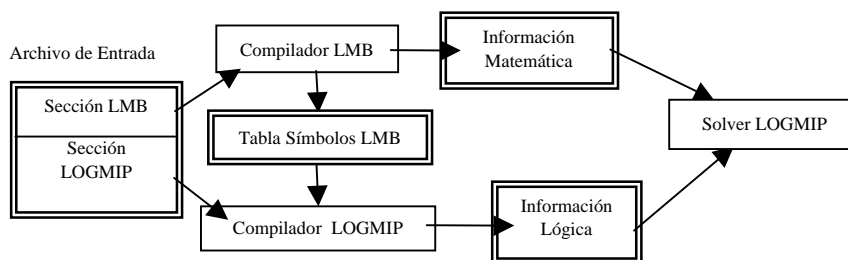 Archivo de Entrada
Sección LMB
Sección
LOGMIP
Compilador LMB
Tabla Símbolos LMB
Compilador LOGMIP
Información
Matemática
Información
Lógica
Solver LOGMIP